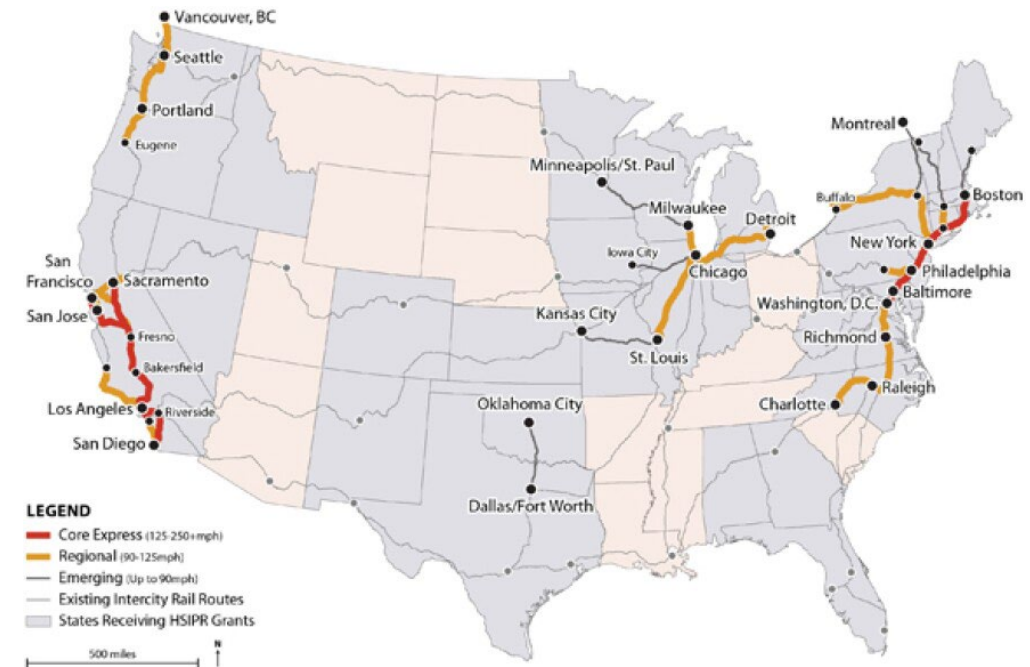 Vancouver, BC
Seattle
Portland
Eugene
Montreal
Minneapolis/St. Paul
Buffalo
Boston
Milwaukee
Detroit
New York
Iowa City
Chicago
Philadelphia
San
Francisco
Sacramento
Baltimore
Washington, D.C.
San Jose
Kansas City
Fresno
St. Louis
Richmond
Bakersfield
Raleigh
Los Angeles
Riverside
Oklahoma City
Charlotte
San Diego
Dallas/Fort Worth
LEGEND
Core Express (125-250+mph)
Regional (90-125mph)
Emerging (Up to 90mph)
Existing Intercity Rail Routes
States Receiving HSIPR Grants
500 miles
N